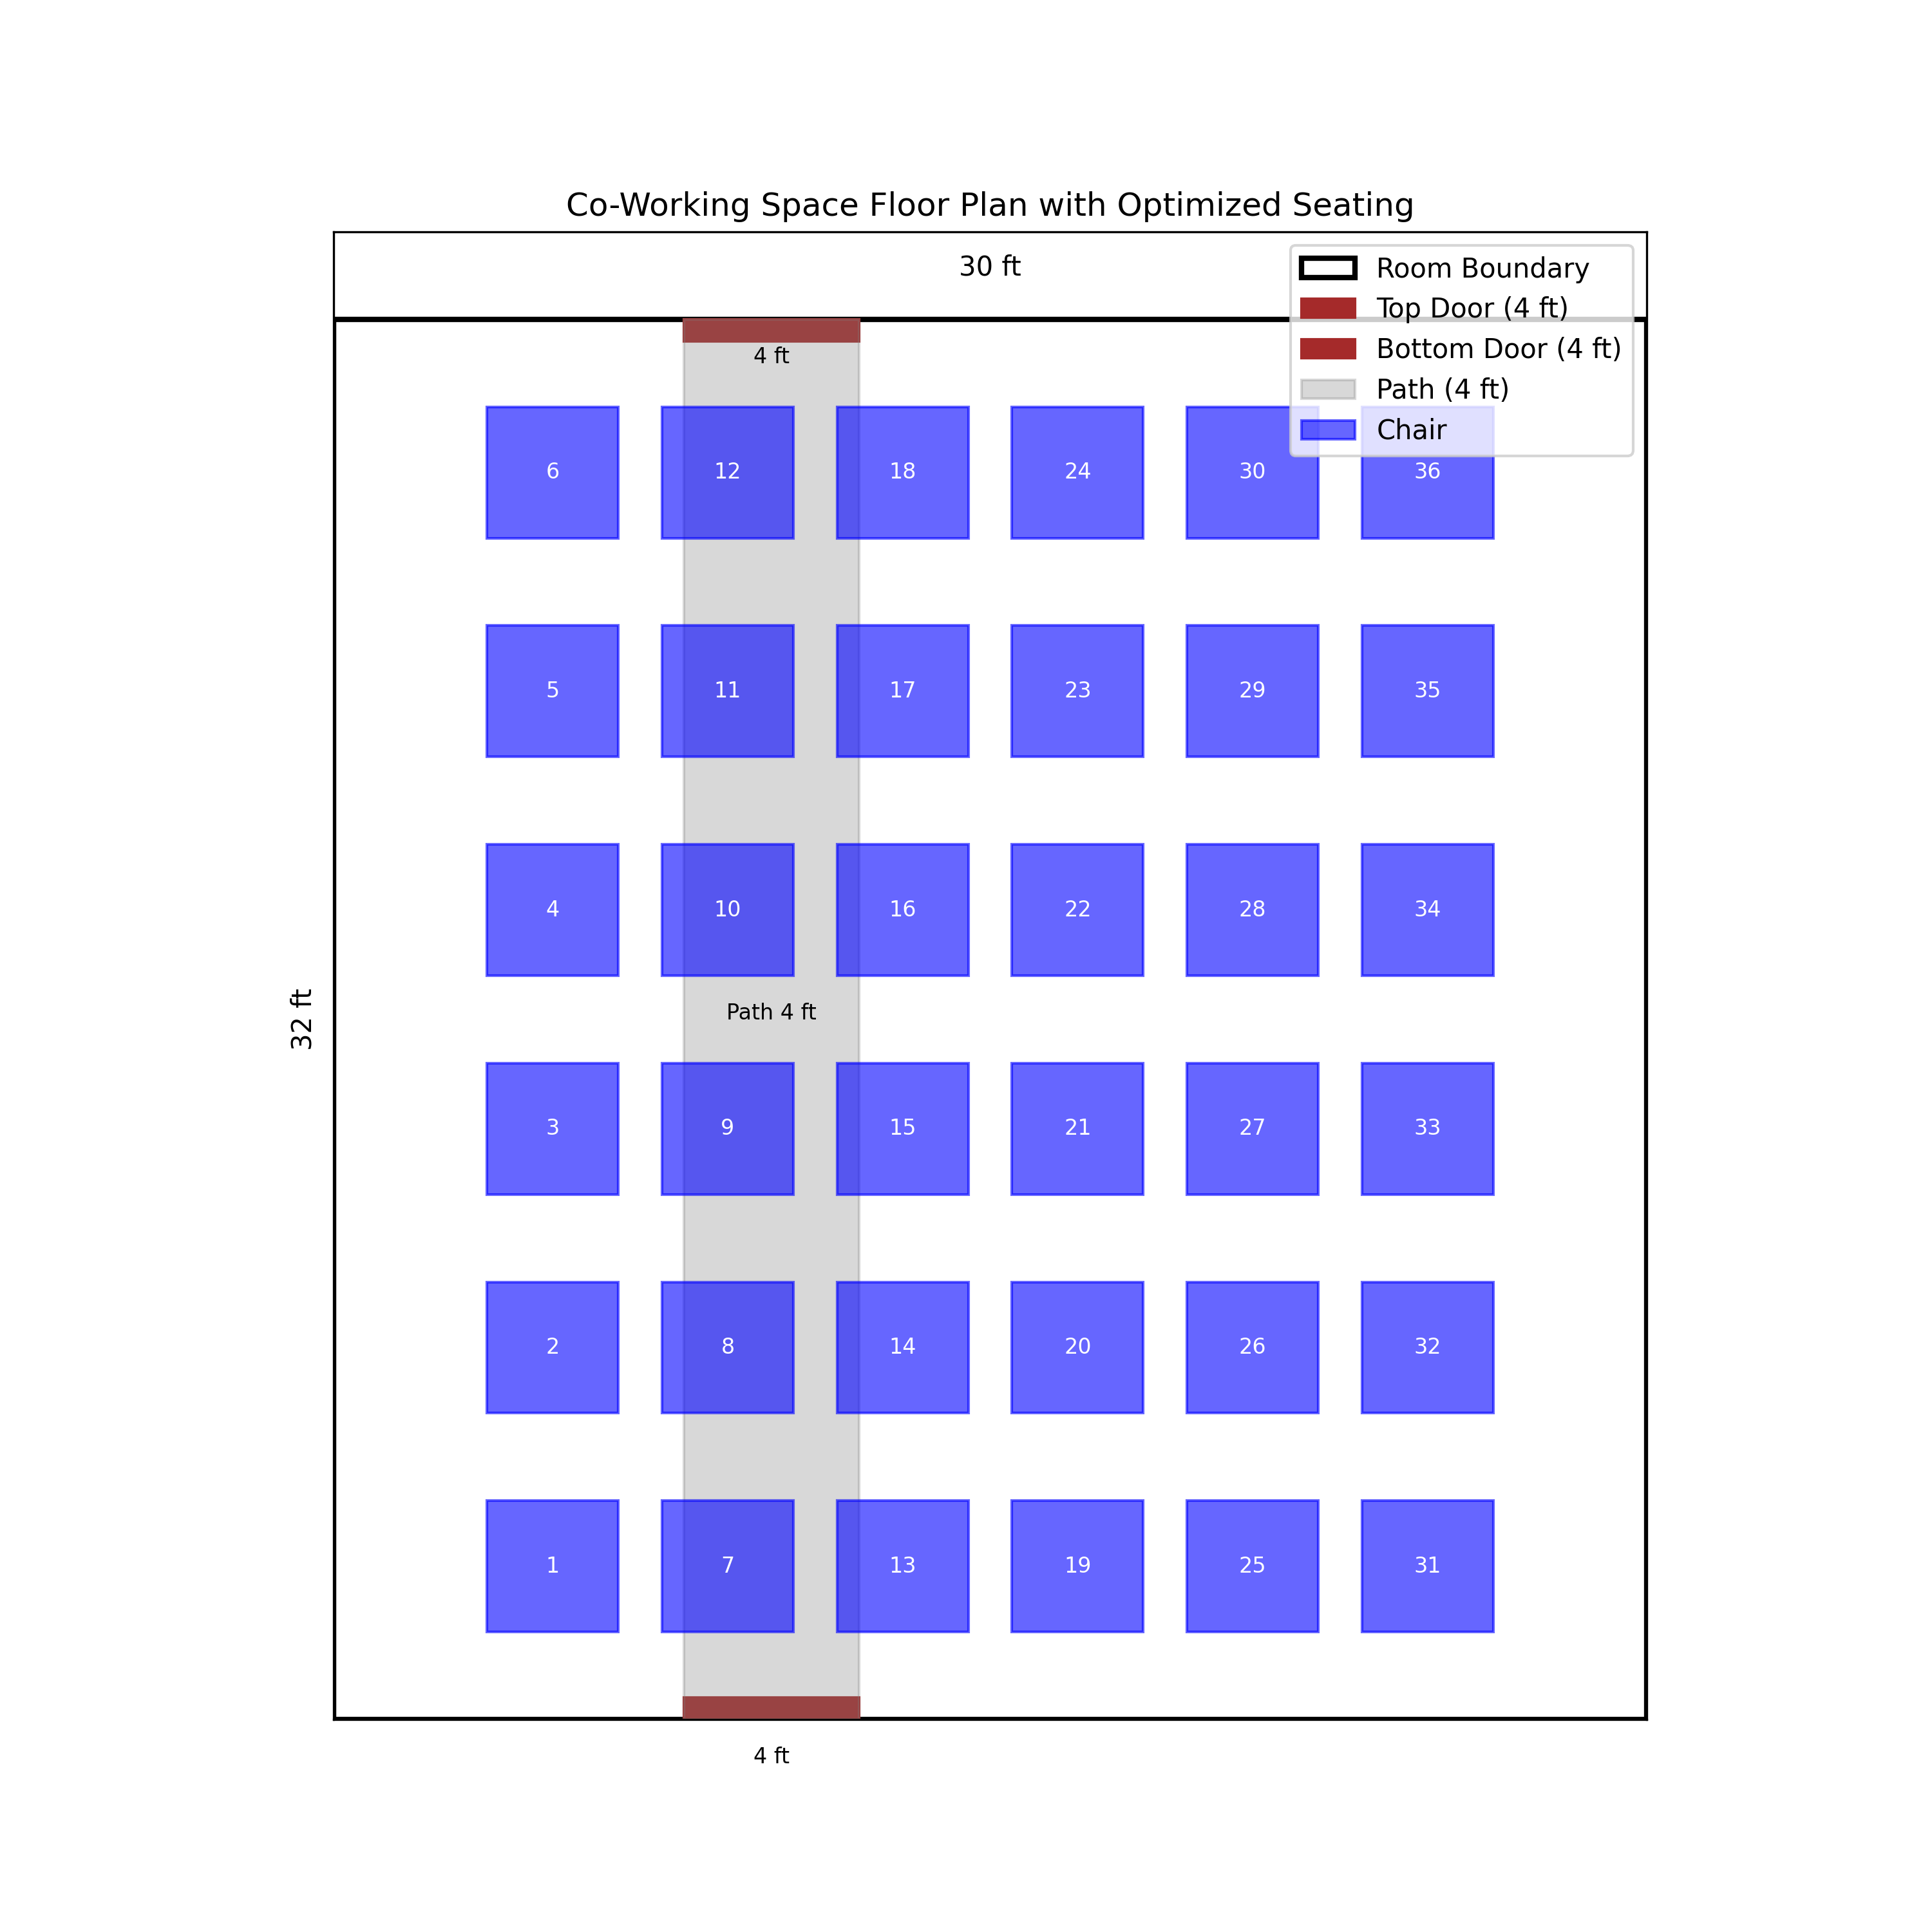 Co-Working Space Floor Plan with Optimized Seating
30 ft
Room Boundary
Top Door (4 ft)
Bottom Door (4 ft)
Path (4 ft)
Chair
4 ft
6 12 18 24 30 36
5 11 17 23 29 35
4 10 16 22 28 34
Path 4 ft
32 ft
3 9 15 21 27 33
2 8 14 20 26 32
1 7 13 19 25 31
4 ft